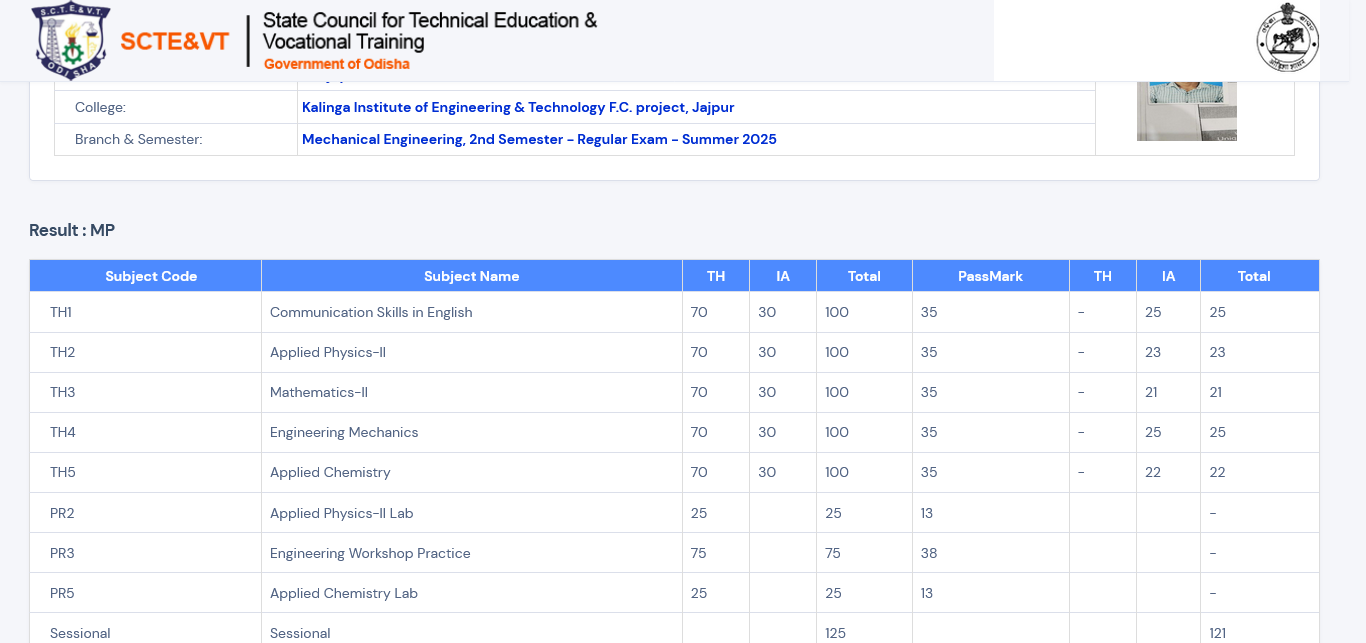 S.C.T.E.&V.T.
ODISHA
SCTE&VT
State Council for Technical Education &
Vocational Training
Government of Odisha
College: Kalinga Institute of Engineering & Technology F.C. project, Jajpur
Branch & Semester: Mechanical Engineering, 2nd Semester - Regular Exam - Summer 2025
Result : MP
Subject Code Subject Name TH IA Total PassMark TH IA Total
TH1 Communication Skills in English 70 30 100 35 - 25 25
TH2 Applied Physics-II 70 30 100 35 - 23 23
TH3 Mathematics-II 70 30 100 35 - 21 21
TH4 Engineering Mechanics 70 30 100 35 - 25 25
TH5 Applied Chemistry 70 30 100 35 - 22 22
PR2 Applied Physics-II Lab 25 25 13 -
PR3 Engineering Workshop Practice 75 75 38 -
PR5 Applied Chemistry Lab 25 25 13 -
Sessional Sessional 125 121